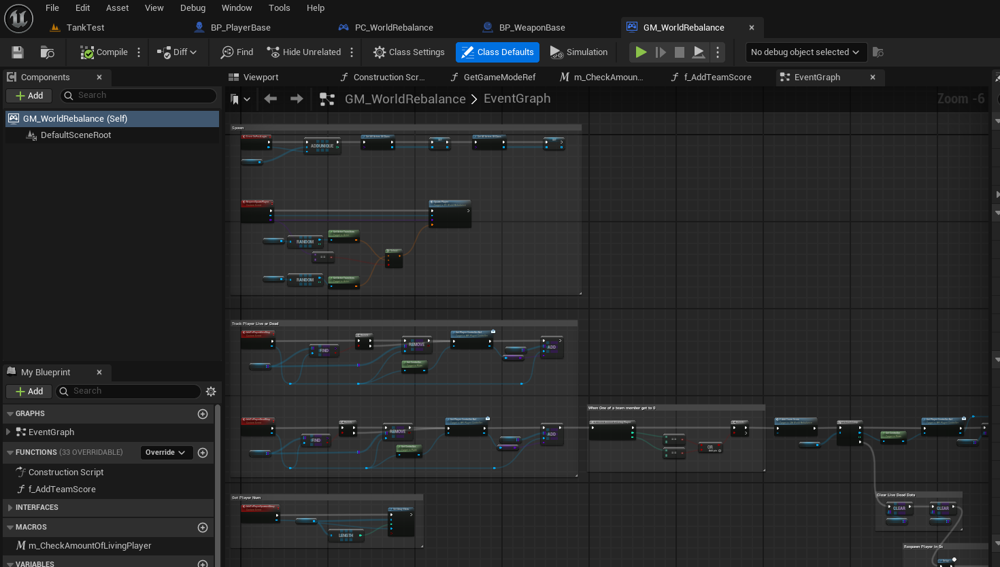 File Edit Asset View Debug Window Tools Help
TankTest BP_PlayerBase PC_WorldRebalance BP_WeaponBase GM_WorldRebalance
Compile Diff Find Hide Unrelated Class Settings Class Defaults Simulation No debug object selected
Components Viewport Construction Scr... GetGameModeRef m_CheckAmoun... f_AddTeamScore EventGraph
Add Search
GM_WorldRebalance > EventGraph Zoom -6
GM_WorldRebalance (Self)
DefaultSceneRoot
Spawn
ADDUNIQUE
RANDOM
RANDOM
Track Player Live or Dead
FIND REMOVE ADD
When One of a team member get to 0
FIND REMOVE ADD
OR
Get Player Num
LENGTH
Clear Live Dead Data
CLEAR CLEAR
Respawn Player in 5s
My Blueprint
Add Search
GRAPHS
EventGraph
FUNCTIONS (33 OVERRIDABLE) Override
Construction Script
f_AddTeamScore
INTERFACES
MACROS
m_CheckAmountOfLivingPlayer
VARIABLES